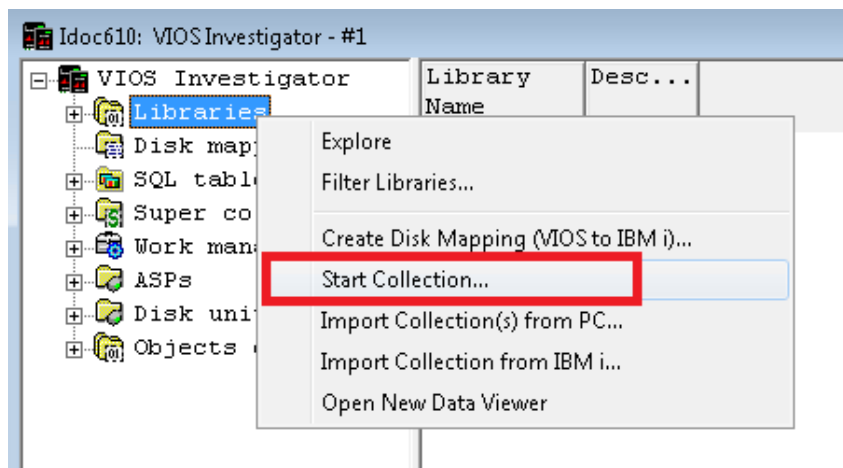 Idoc610: VIOS Investigator - #1
VIOS Investigator
Libraries
Disk map
SQL tabl
Super co
Work man
ASPs
Disk uni
Objects
Library Name
Desc...
Explore
Filter Libraries...
Create Disk Mapping (VIOS to IBM i)...
Start Collection...
Import Collection(s) from PC...
Import Collection from IBM i...
Open New Data Viewer